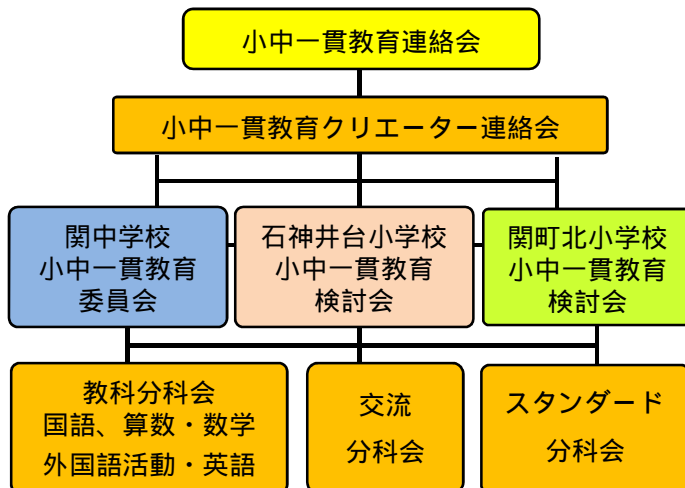 小中一貫教育連絡会
小中一貫教育クリエーター連絡会
関中学校
小中一貫教育
委員会
石神井台小学校
小中一貫教育
検討会
関町北小学校
小中一貫教育
検討会
教科分科会
国語、算数・数学
外国語活動・英語
交流
分科会
スタンダード
分科会